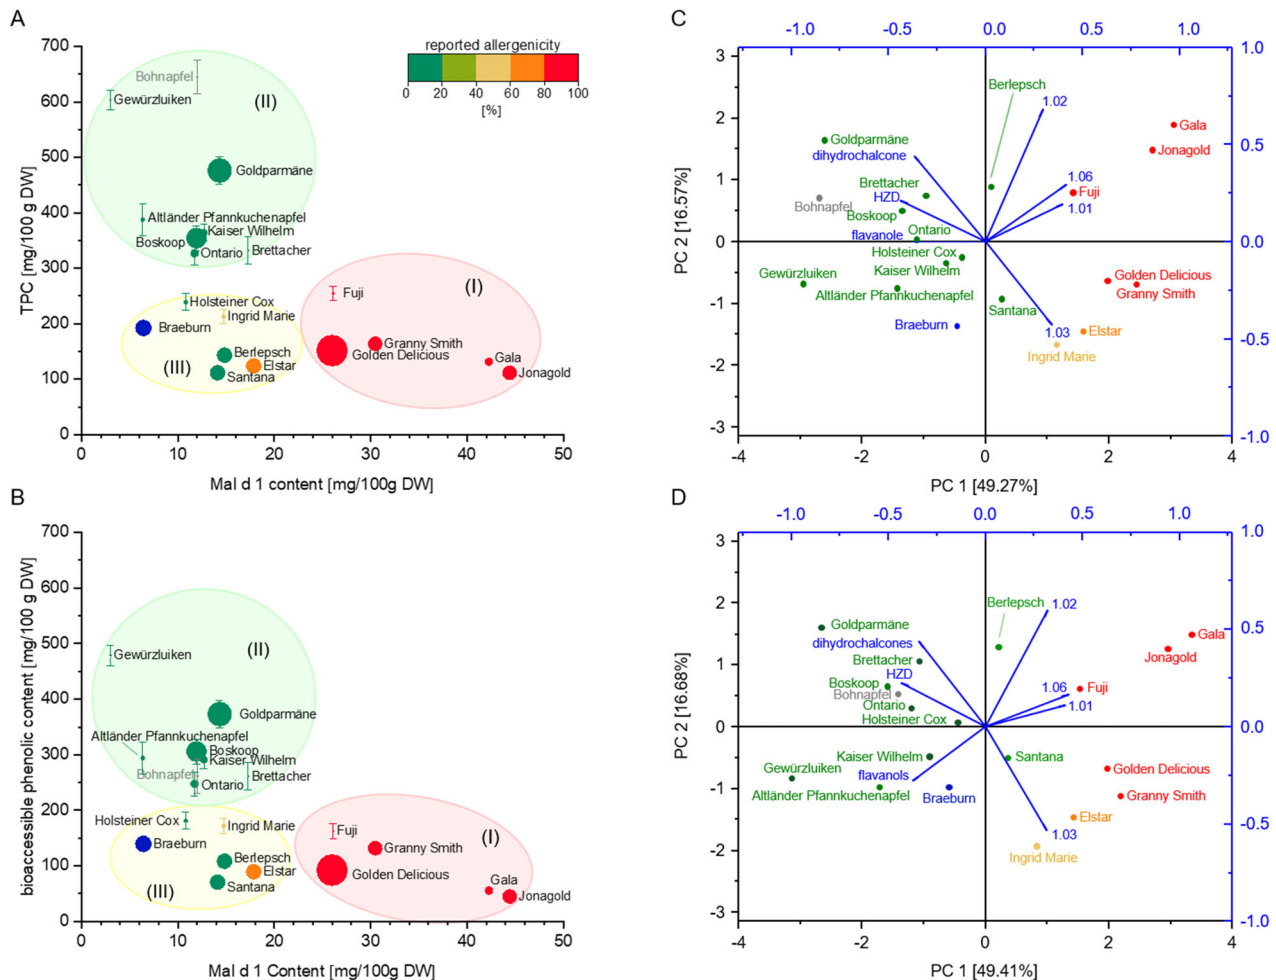 A
TPC [mg/100 g DW]
700
600
500
400
300
200
100
0
reported allergenicity
0 20 40 60 80 100
[%]
Bohnapfel
(II)
Gewürzluiken
Goldparmäne
Altländer Pfannkuchenapfel
Kaiser Wilhelm
Boskoop
Ontario
Brettacher
(I)
Fuji
Holsteiner Cox
Ingrid Marie
Braeburn
Granny Smith
Golden Delicious
Berlepsch
Gala
(III)
Elstar
Jonagold
Santana
0 10 20 30 40 50
Mal d 1 content [mg/100g DW]
B
bioaccessible phenolic content [mg/100 g DW]
700
600
500
400
300
200
100
0
Gewürzluiken
(II)
Goldparmäne
Altländer Pfannkuchenapfel
Boskoop
Kaiser Wilhelm
Bohnapfel
Brettacher
Ontario
Holsteiner Cox
Ingrid Marie
Fuji
(I)
Braeburn
Granny Smith
Berlepsch
Elstar
Golden Delicious
Santana
Gala
(III)
Jonagold
0 10 20 30 40 50
Mal d 1 Content [mg/100g DW]
C
-1.0 -0.5 0.0 0.5 1.0
PC 2 [16.57%]
3
2
1
0
-1
-2
-3
1.0
0.5
0.0
-0.5
-1.0
Berlepsch
1.02
Gala
Goldparmäne
Jonagold
dihydrochalcone
Brettacher
1.06
Fuji
HZD
Bohnapfel
1.01
Boskoop
flavanole
Ontario
Holsteiner Cox
Gewürzluiken
Kaiser Wilhelm
Golden Delicious
Altländer Pfannkuchenapfel
Granny Smith
Santana
Braeburn
1.03
Elstar
Ingrid Marie
-4 -2 0 2 4
PC 1 [49.27%]
D
-1.0 -0.5 0.0 0.5 1.0
PC 2 [16.68%]
3
2
1
0
-1
-2
-3
1.0
0.5
0.0
-0.5
-1.0
Berlepsch
1.02
Goldparmäne
Gala
dihydrochalcones
Jonagold
Brettacher
HZD
Boskoop
1.06
Fuji
Bohnapfel
Ontario
1.01
Holsteiner Cox
Kaiser Wilhelm
Santana
Gewürzluiken
flavanols
Golden Delicious
Altländer Pfannkuchenapfel
Braeburn
Granny Smith
Elstar
1.03
Ingrid Marie
-4 -2 0 2 4
PC 1 [49.41%]